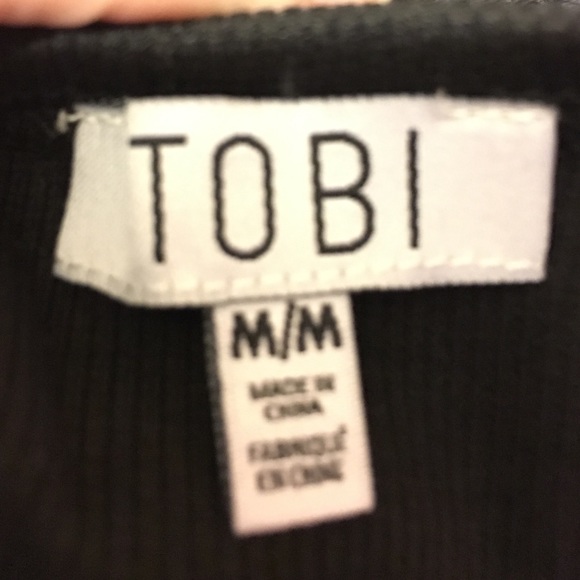 TOBI
M/M
MADE IN
CHINA
FABRIQUÉ
EN CHINE